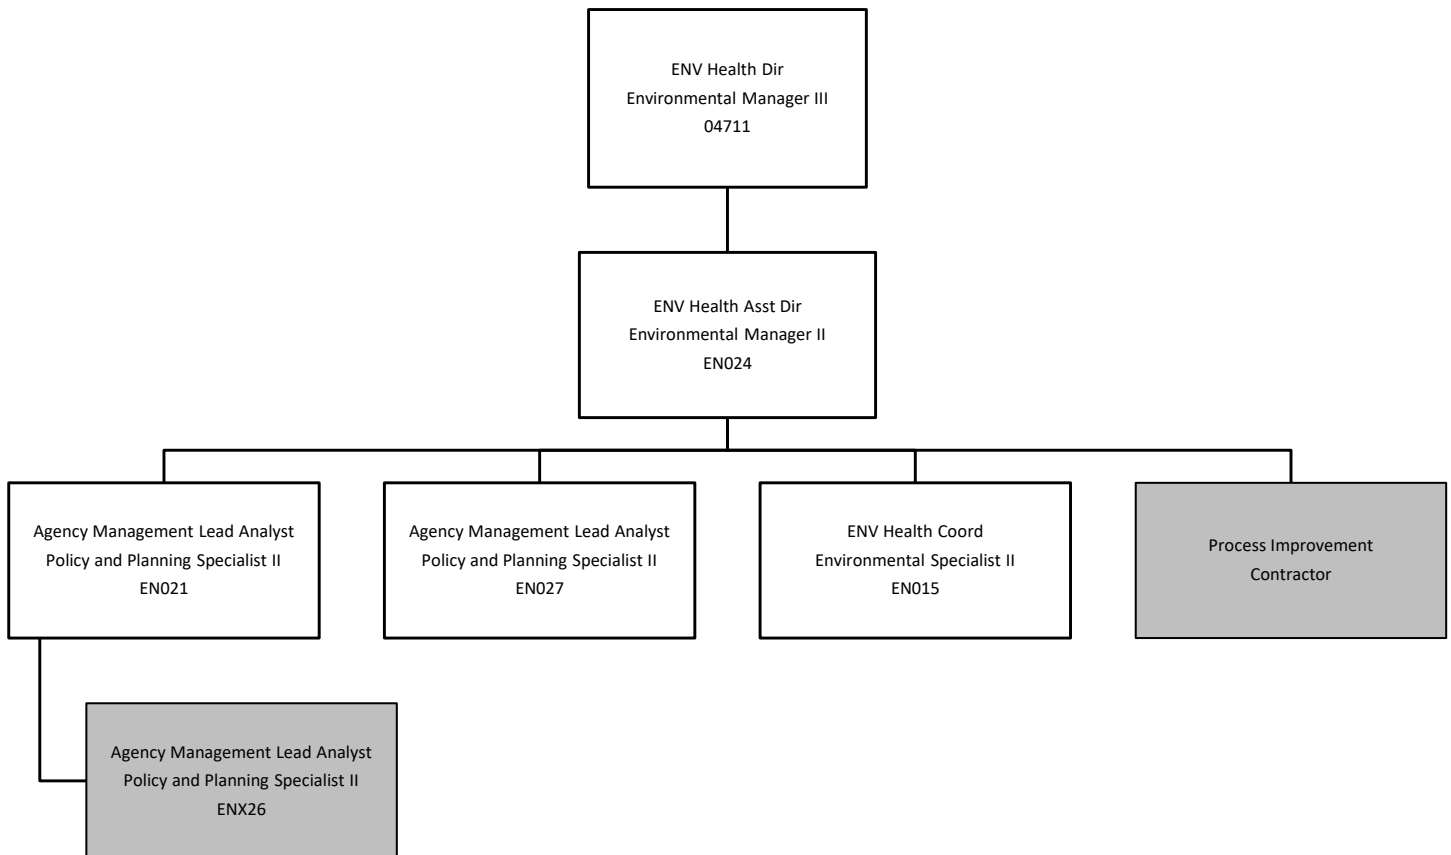 ENV Health Dir
Environmental Manager III
04711
ENV Health Asst Dir
Environmental Manager II
EN024
Agency Management Lead Analyst
Policy and Planning Specialist II
EN021
Agency Management Lead Analyst
Policy and Planning Specialist II
EN027
ENV Health Coord
Environmental Specialist II
EN015
Process Improvement
Contractor
Agency Management Lead Analyst
Policy and Planning Specialist II
ENX26